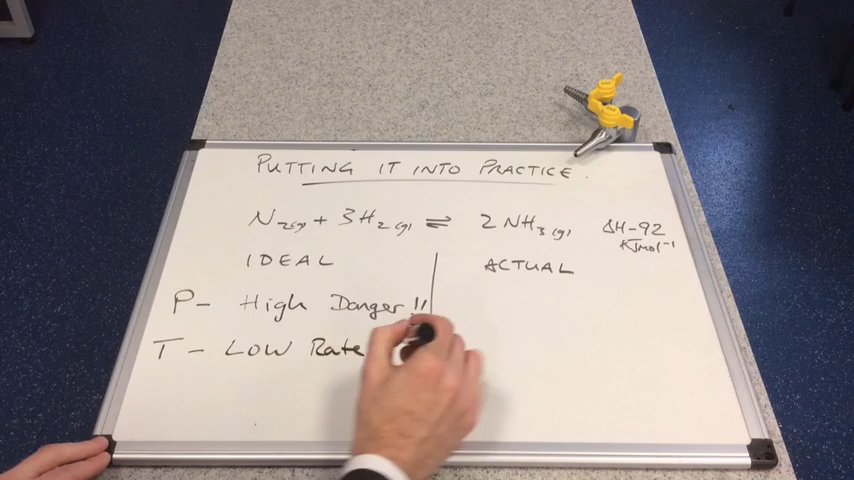 PUTTING IT INTO PRACTICE.
N2(g) + 3H2(g) ⇌ 2NH3(g) ΔH-92
KJmol-1
IDEAL ACTUAL
P- High Danger!!
T- LOW Rate